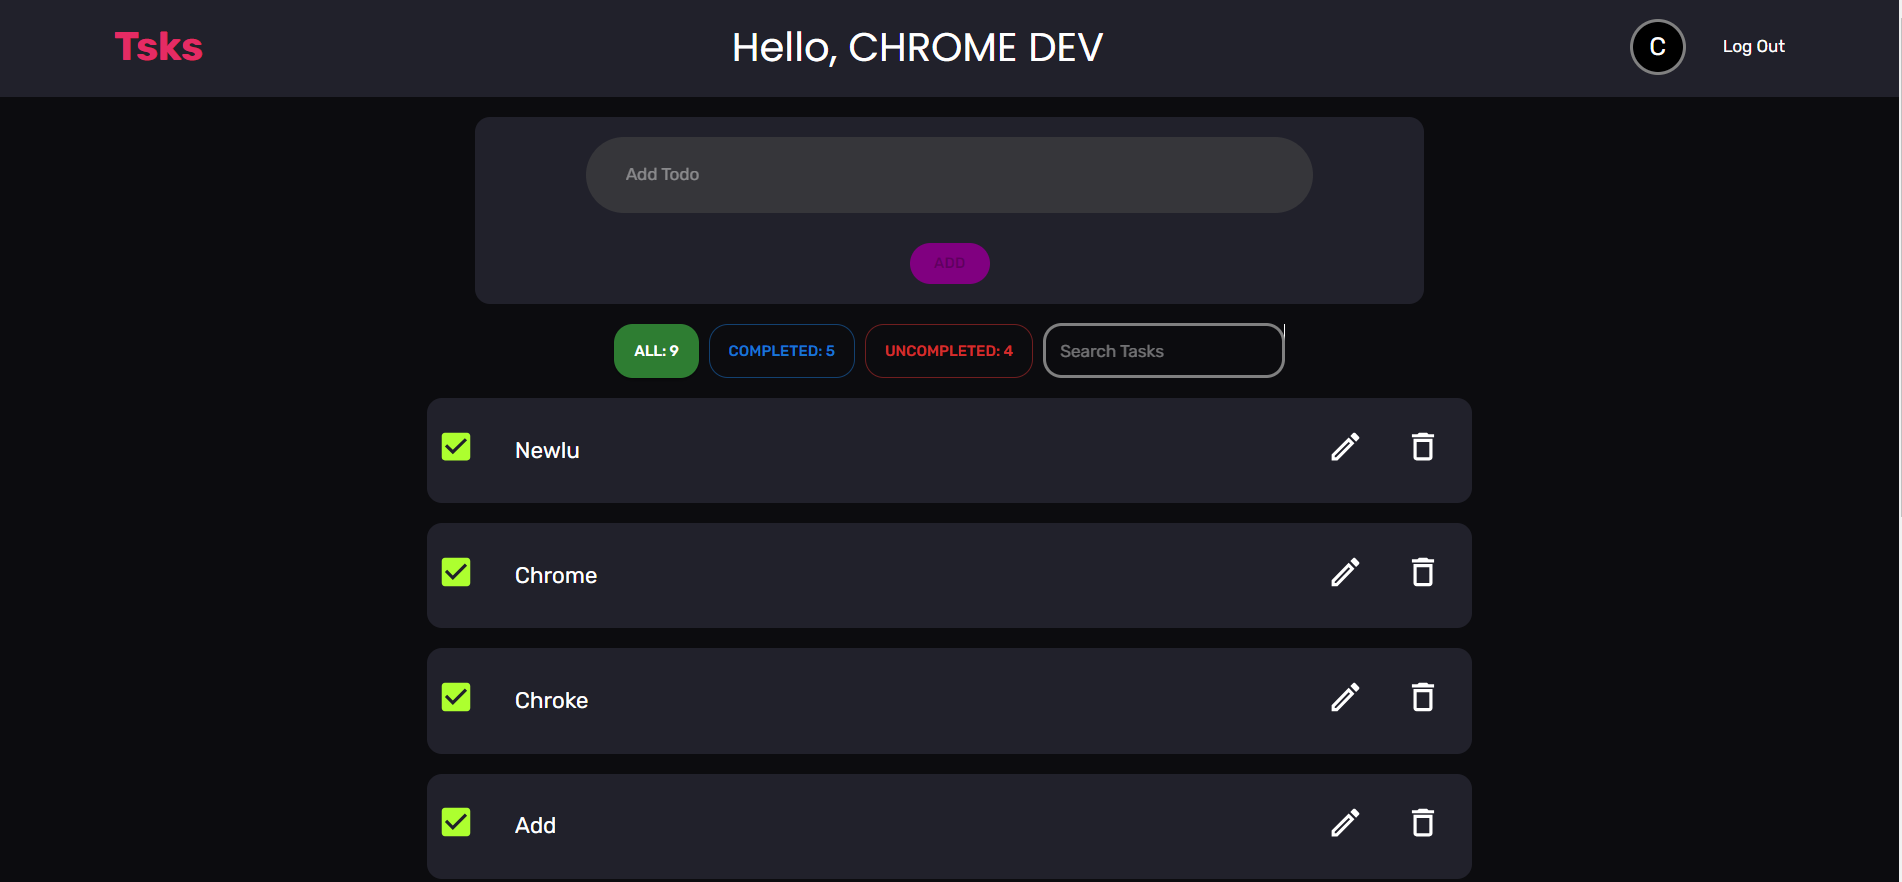 Tsks
Hello, CHROME DEV
C
Log Out
Add Todo
ADD
ALL: 9
COMPLETED: 5
UNCOMPLETED: 4
Search Tasks
Newlu
Chrome
Chroke
Add